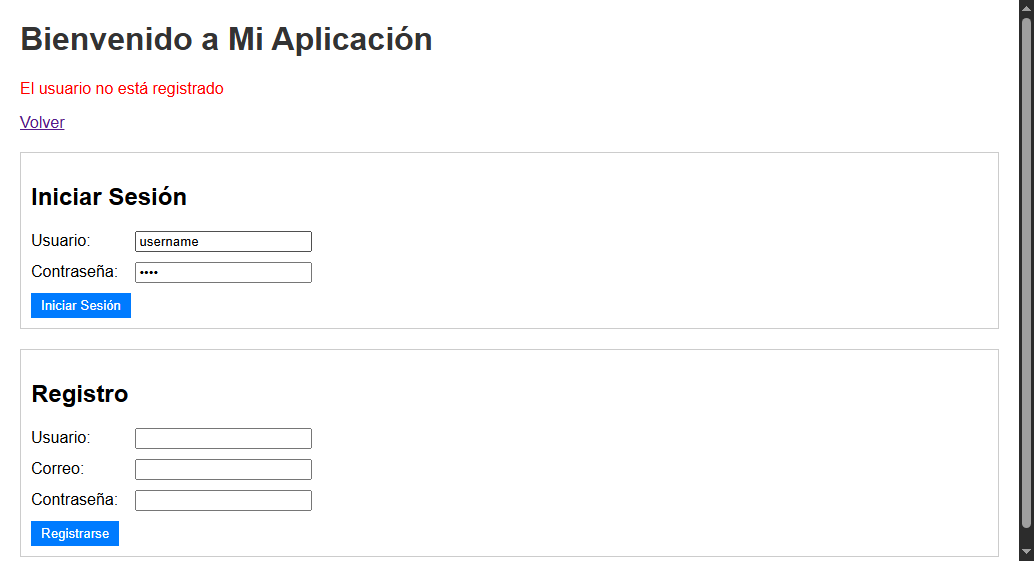 Bienvenido a Mi Aplicación
El usuario no está registrado
Volver
Iniciar Sesión
Usuario: username
Contraseña: ••••
Iniciar Sesión
Registro
Usuario:
Correo:
Contraseña:
Registrarse